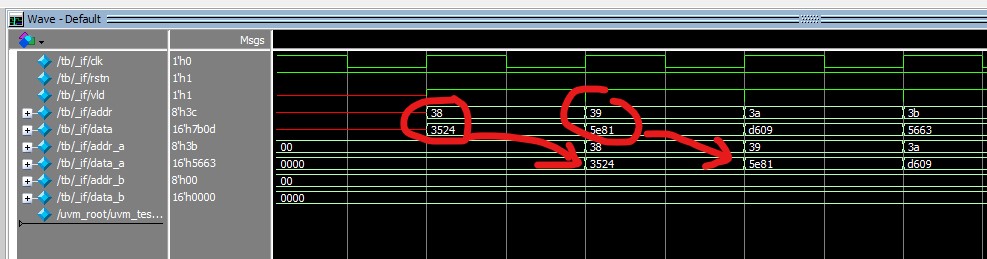 Wave - Default
Msgs
/tb/_if/clk 1'h0
/tb/_if/rstn 1'h1
/tb/_if/vld 1'h1
/tb/_if/addr 8'h3c 38 39 3a 3b
/tb/_if/data 16'h7b0d 3524 5e81 d609 5663
/tb/_if/addr_a 8'h3b 00 38 39 3a
/tb/_if/data_a 16'h5663 0000 3524 5e81 d609
/tb/_if/addr_b 8'h00 00
/tb/_if/data_b 16'h0000 0000
/uvm_root/uvm_tes...